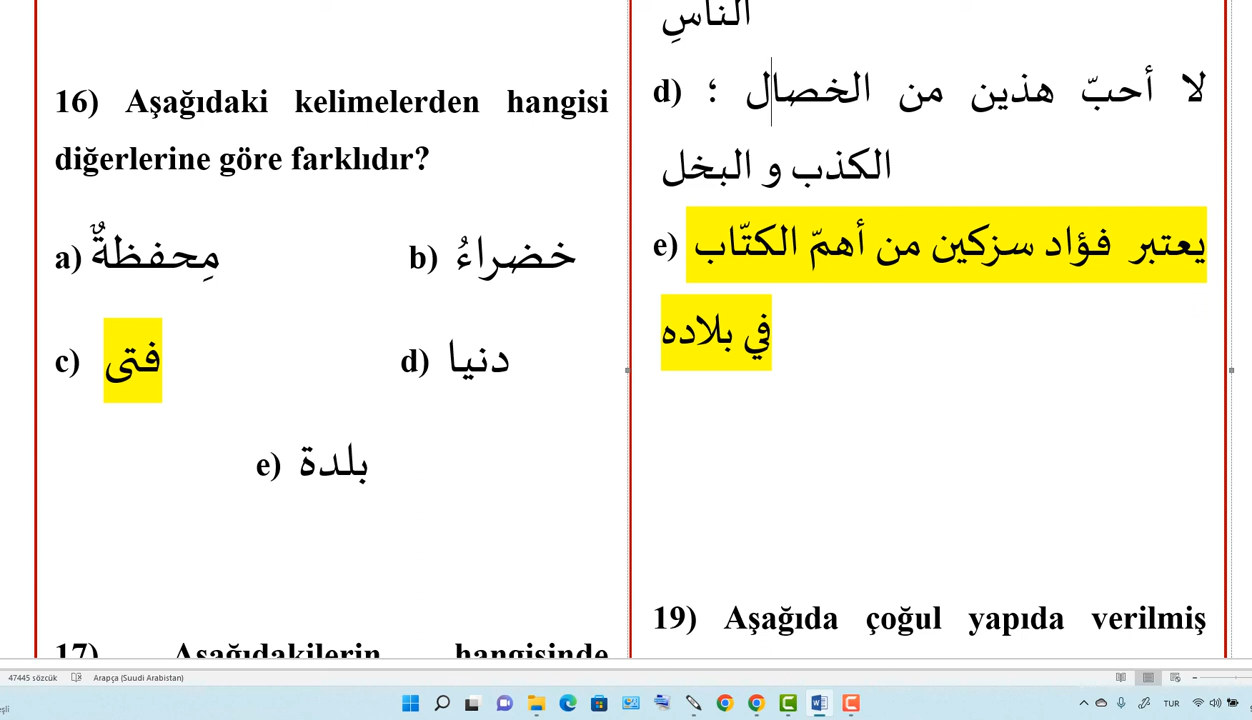 16) Aşağıdaki kelimelerden hangisi
diğerlerine göre farklıdır?
a) مِحفظةٌ b) خضراءُ
c) فتى d) دنيا
e) بلدة
17) Aşağıdakilerin hangisinde
الناسِ
d) لا أحبّ هذين من الخصال ؛
الكذب و البخل
e) يعتبر فؤاد سزكين من أهمّ الكتّاب
في بلاده
19) Aşağıda çoğul yapıda verilmiş
47445 sözcük Arapça (Suudi Arabistan)
TUR